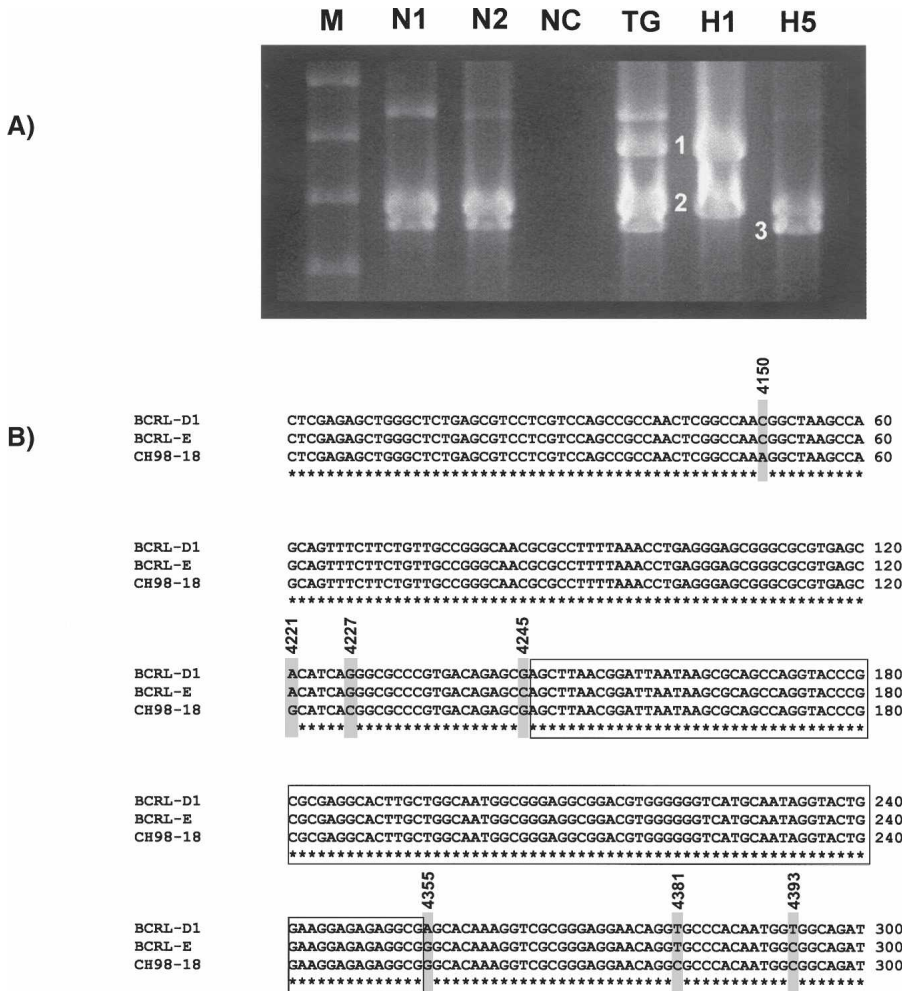 M N1 N2 NC TG H1 H5
A)
1
2
3
4150
B)
BCRL-D1 CTCGAGAGCTGGGCTCTGAGCGTCCTCGTCCAGCCGCCAACTCGGCCAACGGCTAAGCCA 60
BCRL-E CTCGAGAGCTGGGCTCTGAGCGTCCTCGTCCAGCCGCCAACTCGGCCAACGGCTAAGCCA 60
CH98-18 CTCGAGAGCTGGGCTCTGAGCGTCCTCGTCCAGCCGCCAACTCGGCCAAAGGCTAAGCCA 60
************************************************* **********
BCRL-D1 GCAGTTTCTTCTGTTGCCGGGCAACGCGCCTTTTAAACCTGAGGGAGCGGGCGCGTGAGC 120
BCRL-E GCAGTTTCTTCTGTTGCCGGGCAACGCGCCTTTTAAACCTGAGGGAGCGGGCGCGTGAGC 120
CH98-18 GCAGTTTCTTCTGTTGCCGGGCAACGCGCCTTTTAAACCTGAGGGAGCGGGCGCGTGAGC 120
************************************************************
4221 4227 4245
BCRL-D1 ACATCAGGGCGCCCGTGACAGAGCGAGCTTAACGGATTAATAAGCGCAGCCAGGTACCCG 180
BCRL-E ACATCAGGGCGCCCGTGACAGAGCCAGCTTAACGGATTAATAAGCGCAGCCAGGTACCCG 180
CH98-18 GCATCACGGCGCCCGTGACAGAGCGAGCTTAACGGATTAATAAGCGCAGCCAGGTACCCG 180
***** ***************** ***********************************
BCRL-D1 CGCGAGGCACTTGCTGGCAATGGCGGGAGGCGGACGTGGGGGGTCATGCAATAGGTACTG 240
BCRL-E CGCGAGGCACTTGCTGGCAATGGCGGGAGGCGGACGTGGGGGGTCATGCAATAGGTACTG 240
CH98-18 CGCGAGGCACTTGCTGGCAATGGCGGGAGGCGGACGTGGGGGGTCATGCAATAGGTACTG 240
************************************************************
4355 4381 4393
BCRL-D1 GAAGGAGAGAGGCGAGCACAAAGGTCGCGGGAGGAACAGGTGCCCACAATGGTGGCAGAT 300
BCRL-E GAAGGAGAGAGGCGGGCACAAAGGTCGCGGGAGGAACAGGTGCCCACAATGGCGGCAGAT 300
CH98-18 GAAGGAGAGAGGCGGGCACAAAGGTCGCGGGAGGAACAGGCGCCCACAATGGCGGCAGAT 300
************** ************************* *********** *******